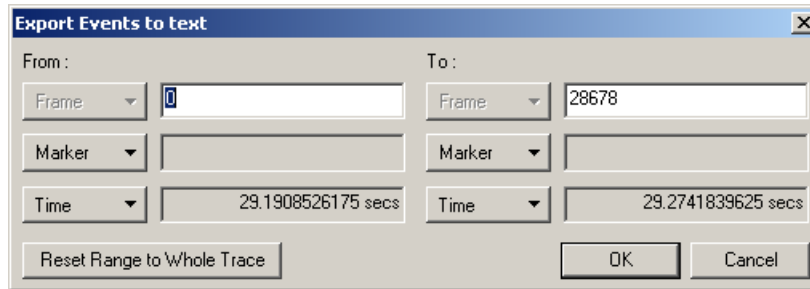 Export Events to text
From :
To :
Frame 0
Frame 28678
Marker
Marker
Time 29.1908526175 secs
Time 29.2741839625 secs
Reset Range to Whole Trace
OK
Cancel